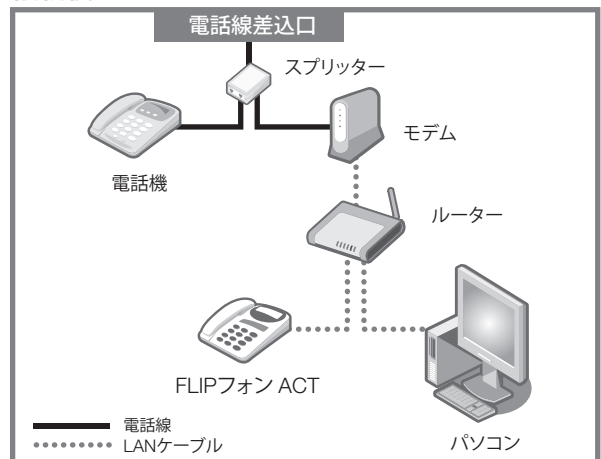 電話線差込口
スプリッター
モデム
電話機
ルーター
FLIPフォン ACT
パソコン
電話線
LANケーブル